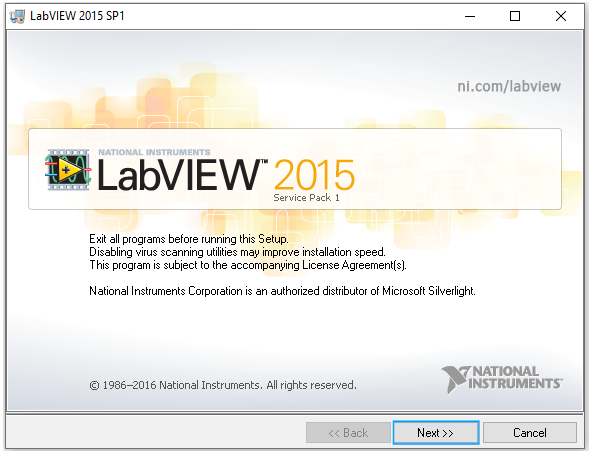 LabVIEW 2015 SP1
ni.com/labview
NATIONAL INSTRUMENTS
LabVIEW™ 2015
Service Pack 1
Exit all programs before running this Setup.
Disabling virus scanning utilities may improve installation speed.
This program is subject to the accompanying License Agreement(s).
National Instruments Corporation is an authorized distributor of Microsoft Silverlight.
© 1986–2016 National Instruments. All rights reserved.
NATIONAL
INSTRUMENTS™
<< Back
Next >>
Cancel